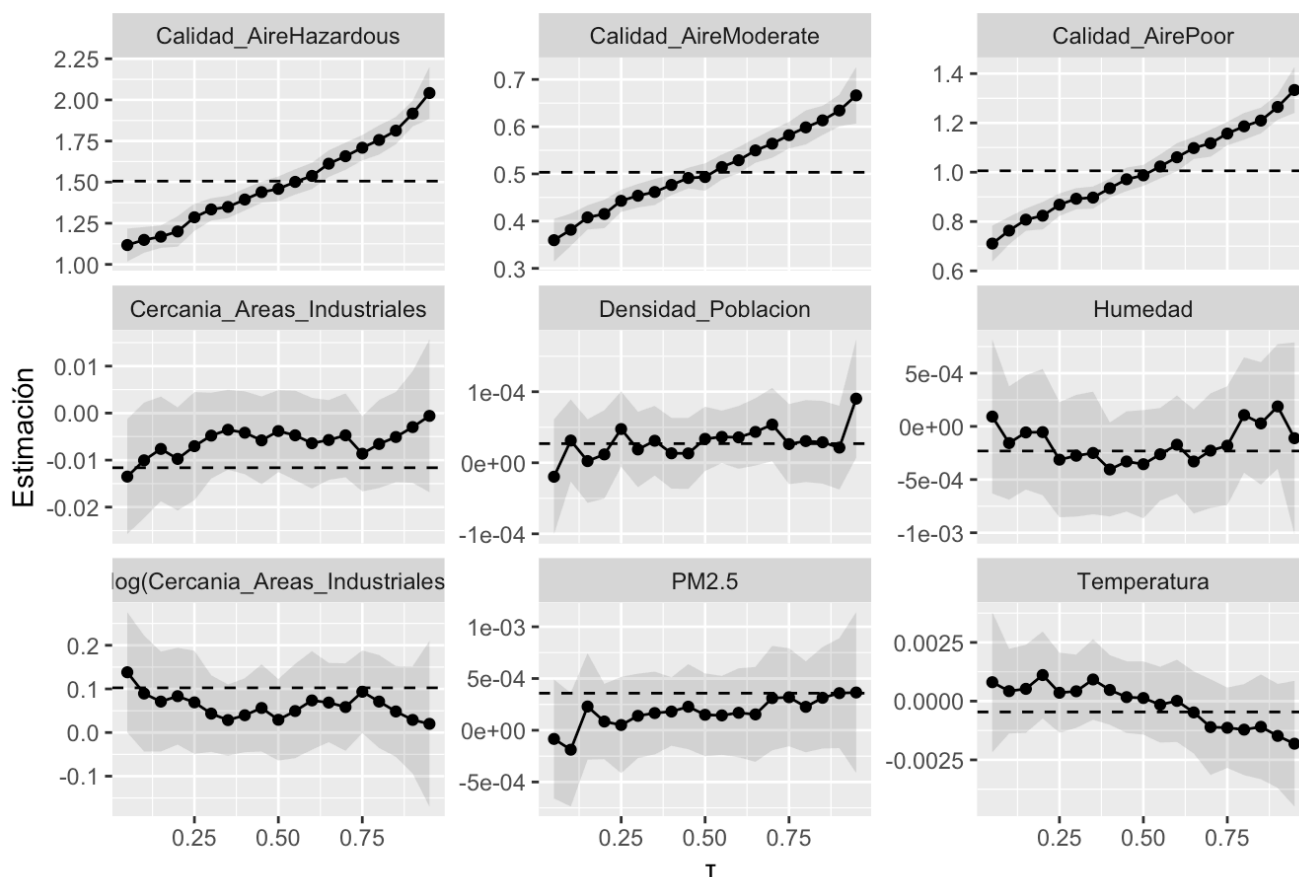 Calidad_AireHazardous
Calidad_AireModerate
Calidad_AirePoor
2.25
2.00
1.75
1.50
1.25
1.00
0.7
0.6
0.5
0.4
0.3
1.4
1.2
1.0
0.8
0.6
Cercania_Areas_Industriales
Densidad_Poblacion
Humedad
0.01
0.00
-0.01
-0.02
1e-04
0e+00
-1e-04
5e-04
0e+00
-5e-04
-1e-03
Estimación
log(Cercania_Areas_Industriales
PM2.5
Temperatura
0.2
0.1
0.0
-0.1
1e-03
5e-04
0e+00
-5e-04
0.0025
0.0000
-0.0025
0.25 0.50 0.75
0.25 0.50 0.75
0.25 0.50 0.75
τ